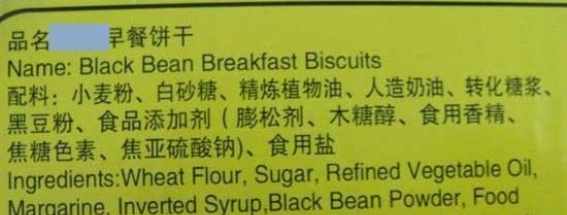 品名 早餐饼干
Name: Black Bean Breakfast Biscuits
配料：小麦粉、白砂糖、精炼植物油、人造奶油、转化糖浆、
黑豆粉、食品添加剂（膨松剂、木糖醇、食用香精、
焦糖色素、焦亚硫酸钠)、食用盐
Ingredients:Wheat Flour, Sugar, Refined Vegetable Oil,
Margarine, Inverted Syrup,Black Bean Powder, Food